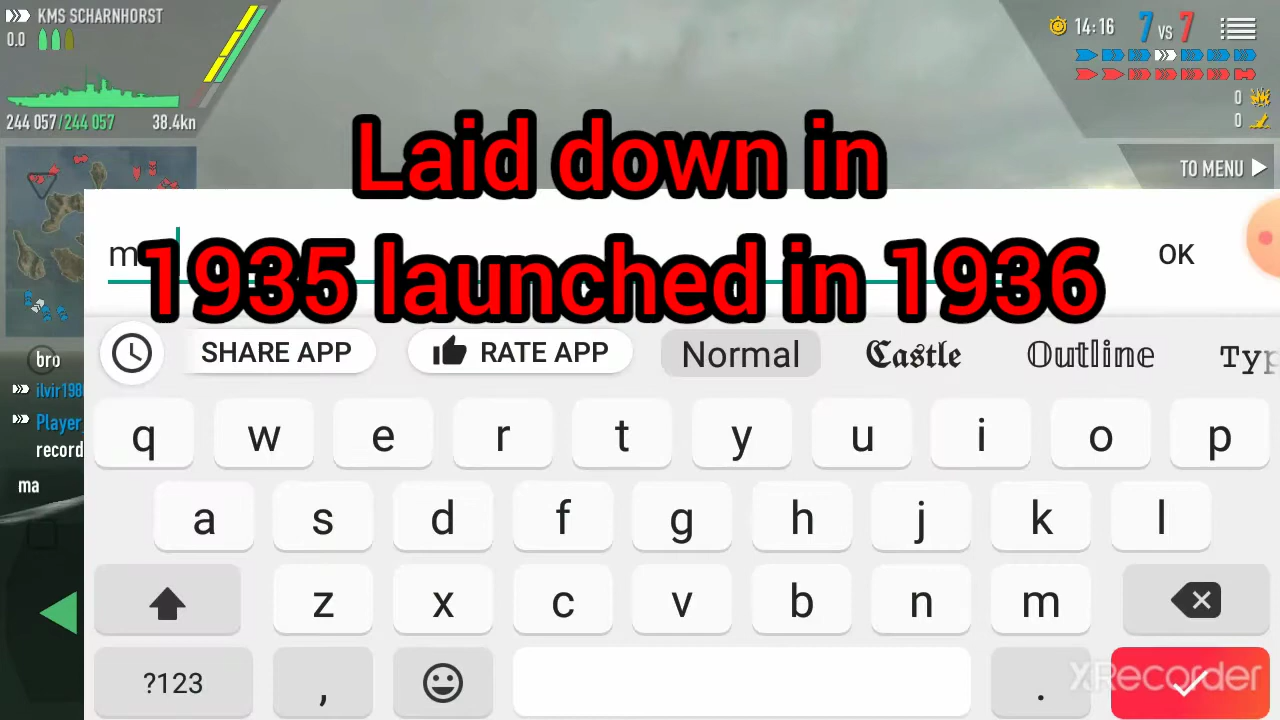 KMS SCHARNHORST
0.0
244 057/244 057 38.4kn
14:16 7 VS 7
0
0
TO MENU
Laid down in
1935 launched in 1936
OK
bro
ilvir198
Player
record
ma
SHARE APP RATE APP Normal Castle Outline Typ
q w e r t y u i o p
a s d f g h j k l
z x c v b n m
?123 , .
XRecorder